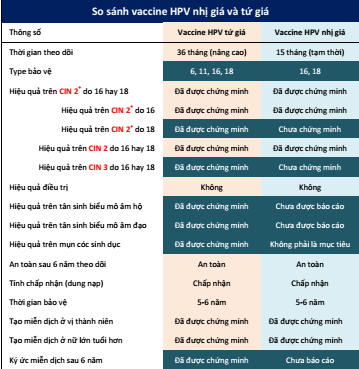 So sánh vaccine HPV nhị giá và tứ giá
Thông số Vaccine HPV tứ giá Vaccine HPV nhị giá
Thời gian theo dõi 36 tháng (nâng cao) 15 tháng (tạm thời)
Type bảo vệ 6, 11, 16, 18 16, 18
Hiệu quả trên CIN 2* do 16 hay 18 Đã được chứng minh Đã được chứng minh
Hiệu quả trên CIN 2* do 16 Đã được chứng minh Đã được chứng minh
Hiệu quả trên CIN 2* do 18 Đã được chứng minh Chưa chứng minh
Hiệu quả trên CIN 2 do 16 hay 18 Đã được chứng minh Đã được chứng minh
Hiệu quả trên CIN 3 do 16 hay 18 Đã được chứng minh Chưa chứng minh
Hiệu quả điều trị Không Không
Hiệu quả trên tân sinh biểu mô âm hộ Đã được chứng minh Chưa được báo cáo
Hiệu quả trên tân sinh biểu mô âm đạo Đã được chứng minh Chưa được báo cáo
Hiệu quả trên mụn cóc sinh dục Đã được chứng minh Không phải là mục tiêu
An toàn sau 6 năm theo dõi An toàn An toàn
Tính chấp nhận (dung nạp) Chấp nhận Chấp nhận
Thời gian bảo vệ 5-6 năm 5-6 năm
Tạo miễn dịch ở vị thành niên Đã được chứng minh Đã được chứng minh
Tạo miễn dịch ở nữ lớn tuổi hơn Đã được chứng minh Đã được chứng minh
Ký ức miễn dịch sau 6 năm Đã được chứng minh Chưa báo cáo